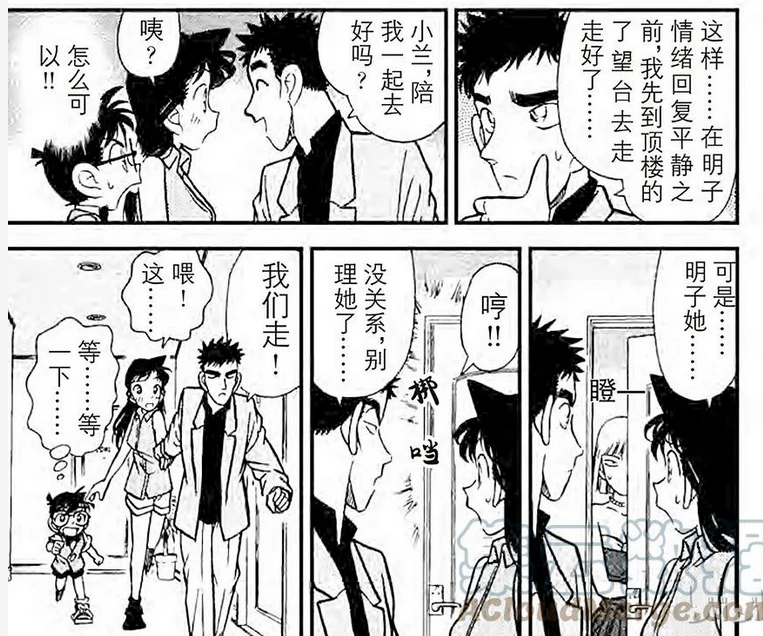 这样……在明子
情绪回复平静之
前,我先到顶楼的
了望台去走
走好了……
小兰,陪
我一起去
好吗?
咦?
怎么可
以!!
可是…
明子她……
瞪—
哼!!
没关系,别
理她了……
我们走!
喂!
这……
等……等
一下……